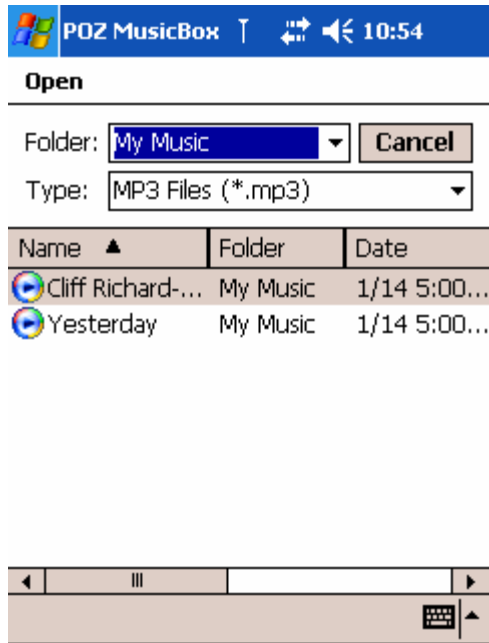 POZ MusicBox 10:54
Open
Folder: My Music Cancel
Type: MP3 Files (*.mp3)
Name Folder Date
Cliff Richard-... My Music 1/14 5:00...
Yesterday My Music 1/14 5:00...